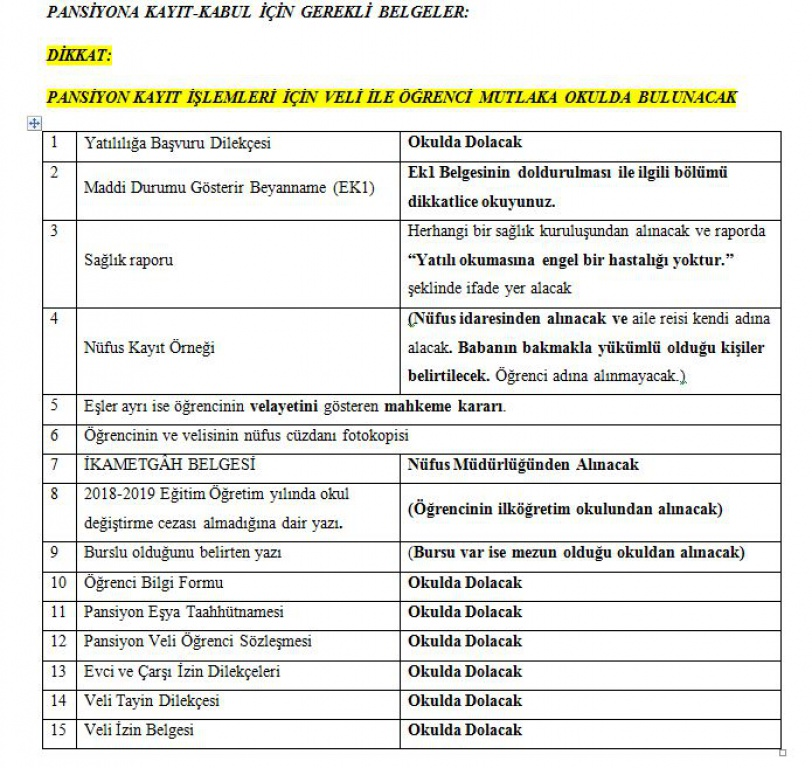 PANSİYONA KAYIT-KABUL İÇİN GEREKLİ BELGELER:
DİKKAT:
PANSİYON KAYIT İŞLEMLERİ İÇİN VELİ İLE ÖĞRENCİ MUTLAKA OKULDA BULUNACAK
1 Yatılılığa Başvuru Dilekçesi Okulda Dolacak
2 Maddi Durumu Gösterir Beyanname (EK1) Ek1 Belgesinin doldurulması ile ilgili bölümü
dikkatlice okuyunuz.
3 Sağlık raporu Herhangi bir sağlık kuruluşundan alınacak ve raporda
“Yatılı okumasına engel bir hastalığı yoktur.”
şeklinde ifade yer alacak
4 Nüfus Kayıt Örneği (Nüfus idaresinden alınacak ve aile reisi kendi adına
alacak. Babanın bakmakla yükümlü olduğu kişiler
belirtilecek. Öğrenci adına alınmayacak.)
5 Eşler ayrı ise öğrencinin velayetini gösteren mahkeme kararı.
6 Öğrencinin ve velisinin nüfus cüzdanı fotokopisi
7 İKAMETGÂH BELGESİ Nüfus Müdürlüğünden Alınacak
8 2018-2019 Eğitim Öğretim yılında okul
değiştirme cezası almadığına dair yazı. (Öğrencinin ilköğretim okulundan alınacak)
9 Burslu olduğunu belirten yazı (Bursu var ise mezun olduğu okuldan alınacak)
10 Öğrenci Bilgi Formu Okulda Dolacak
11 Pansiyon Eşya Taahhütnamesi Okulda Dolacak
12 Pansiyon Veli Öğrenci Sözleşmesi Okulda Dolacak
13 Evci ve Çarşı İzin Dilekçeleri Okulda Dolacak
14 Veli Tayin Dilekçesi Okulda Dolacak
15 Veli İzin Belgesi Okulda Dolacak